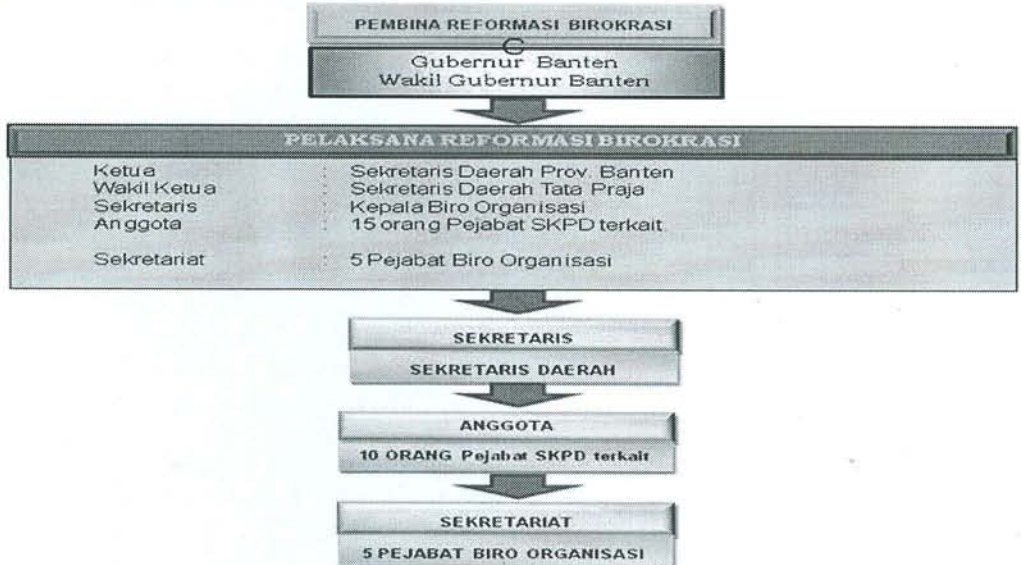 PEMBINA REFORMASI BIROKRASI
C
Gubernur Banten
Wakil Gubernur Banten
PELAKSANA REFORMASI BIROKRASI
Ketua : Sekretaris Daerah Prov. Banten
Wakil Ketua : Sekretaris Daerah Tata Praja
Sekretaris : Kepala Biro Organisasi
Anggota : 15 orang Pejabat SKPD terkait
Sekretariat : 5 Pejabat Biro Organisasi
SEKRETARIS
SEKRETARIS DAERAH
ANGGOTA
10 ORANG Pejabat SKPD terkait
SEKRETARIAT
5 PEJABAT BIRO ORGANISASI